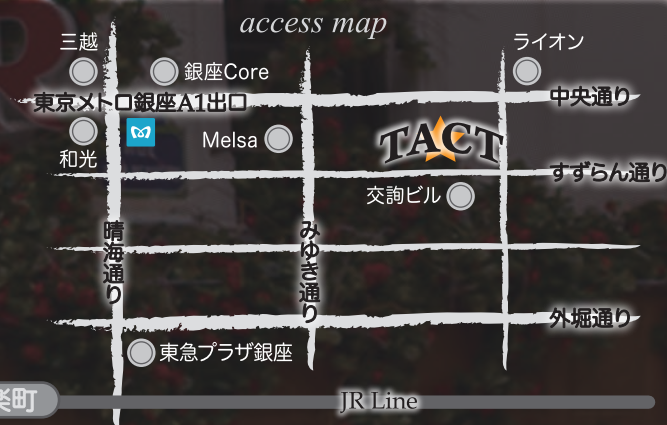 access map
三越
ライオン
銀座Core
東京メトロ銀座A1出口
中央通り
和光
Melsa
TACT
すずらん通り
交詢ビル
晴海通り
みゆき通り
外堀通り
東急プラザ銀座
楽町
JR Line